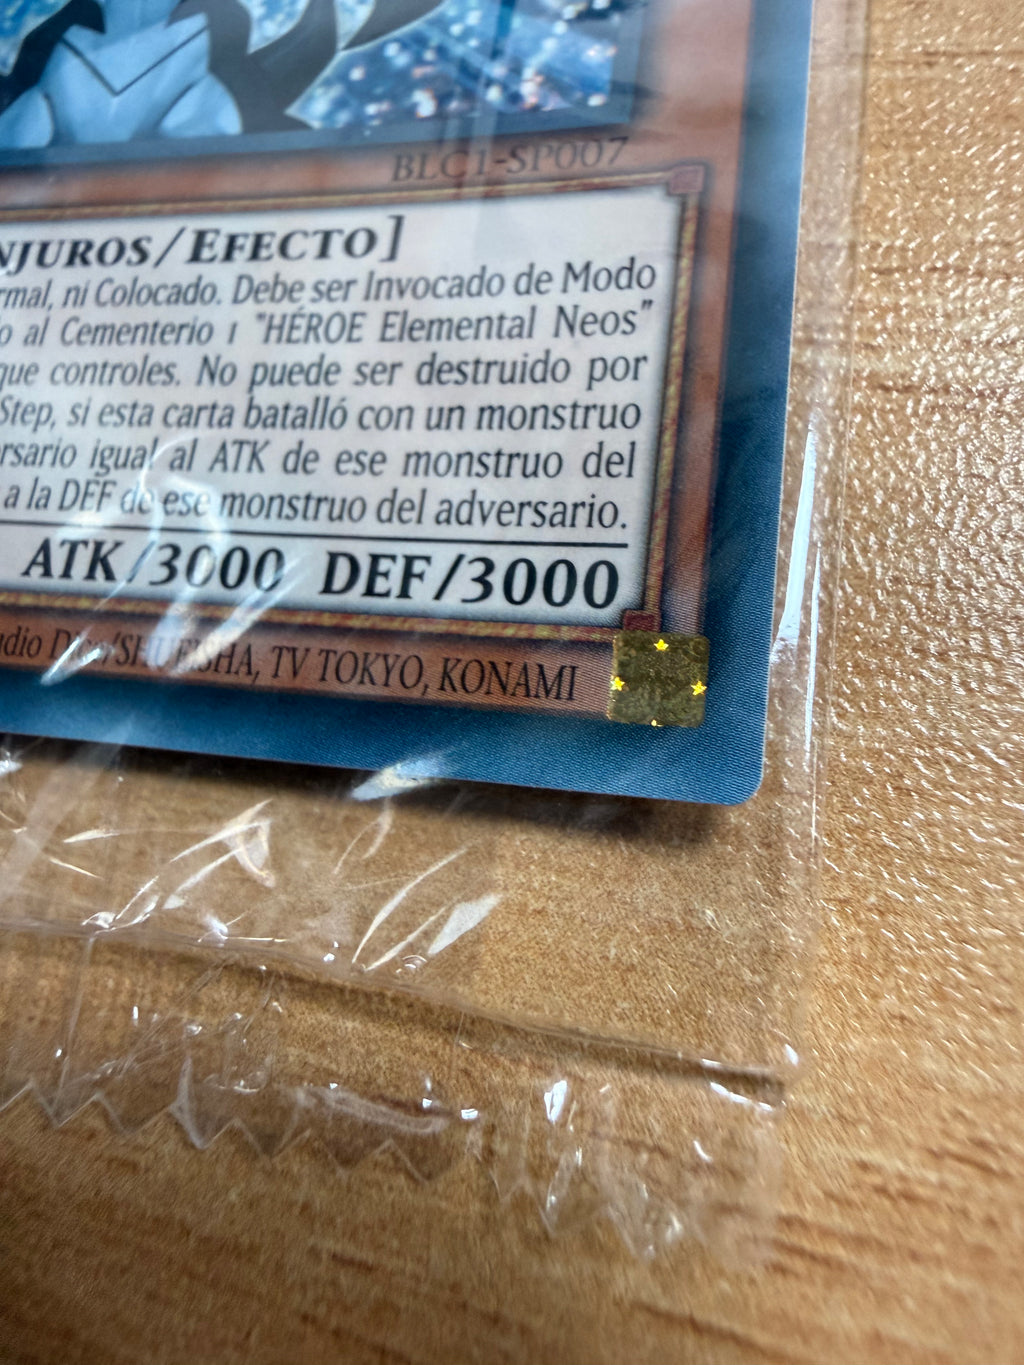 BLC1-SP007
NJUROS/EFECTO]
rmal, ni Colocado. Debe ser Invocado de Modo
o al Cementerio 1 "HÉROE Elemental Neos"
que controles. No puede ser destruido por
Step, si esta carta batalló con un monstruo
rsario igual al ATK de ese monstruo del
a la DEF de ese monstruo del adversario.
ATK/3000 DEF/3000
udio Dice/SHUEISHA, TV TOKYO, KONAMI